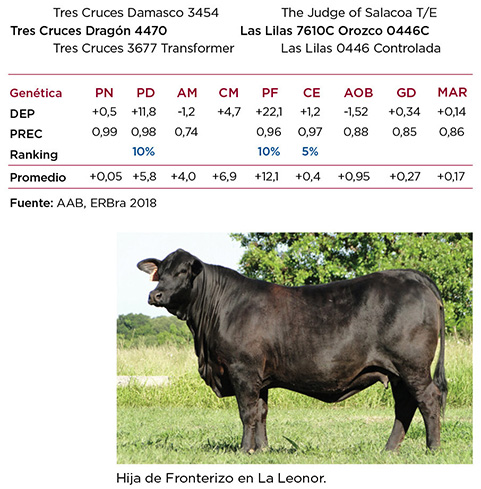 Tres Cruces Damasco 3454 The Judge of Salacoa T/E
Tres Cruces Dragón 4470 Las Lilas 7610C Orozco 0446C
Tres Cruces 3677 Transformer Las Lilas 0446 Controlada
Genética PN PD AM CM PF CE AOB GD MAR
DEP +0,5 +11,8 -1,2 +4,7 +22,1 +1,2 -1,52 +0,34 +0,14
PREC 0,99 0,98 0,74 0,96 0,97 0,88 0,85 0,86
Ranking 10% 10% 5%
Promedio +0,05 +5,8 +4,0 +6,9 +12,1 +0,4 +0,95 +0,27 +0,17
Fuente: AAB, ERBra 2018
Hija de Fronterizo en La Leonor.